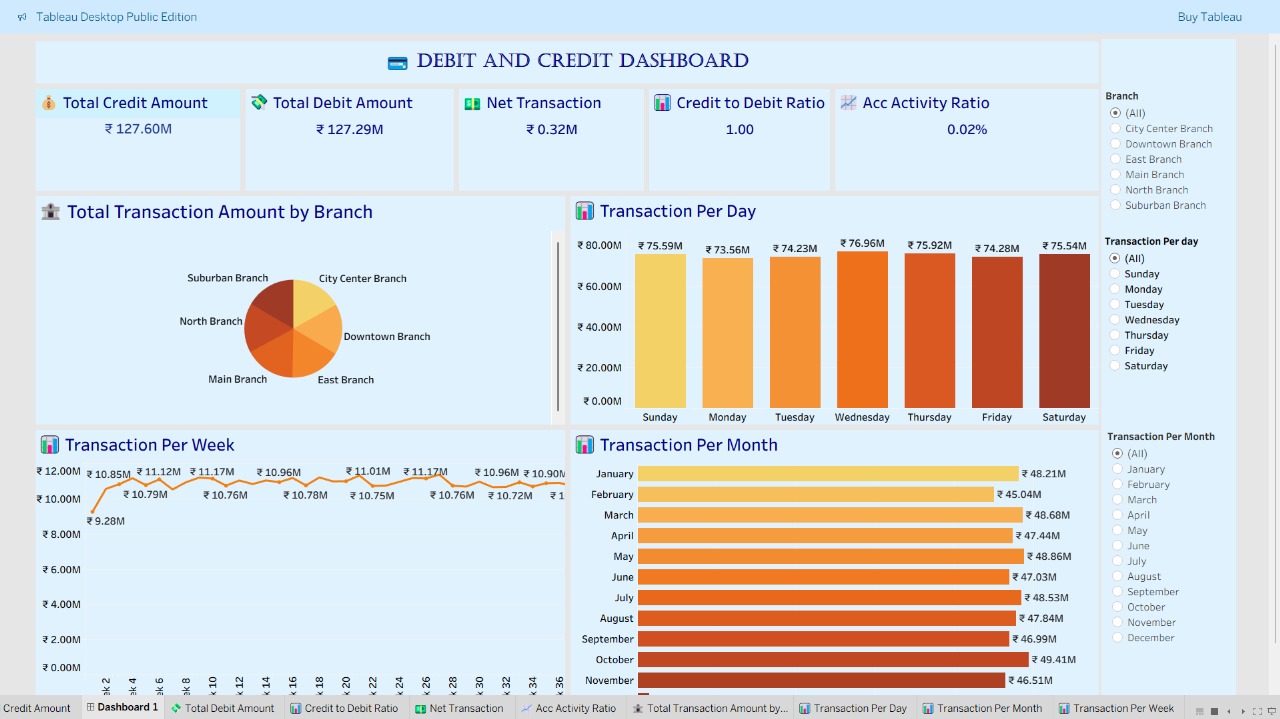 Tableau Desktop Public Edition
Buy Tableau
DEBIT AND CREDIT DASHBOARD
Total Credit Amount
₹ 127.60M
Total Debit Amount
₹ 127.29M
Net Transaction
₹ 0.32M
Credit to Debit Ratio
1.00
Acc Activity Ratio
0.02%
Branch
(All)
City Center Branch
Downtown Branch
East Branch
Main Branch
North Branch
Suburban Branch
Total Transaction Amount by Branch
Suburban Branch
City Center Branch
North Branch
Downtown Branch
Main Branch
East Branch
Transaction Per Day
₹ 80.00M
₹ 60.00M
₹ 40.00M
₹ 20.00M
₹ 0.00M
₹ 75.59M
₹ 73.56M
₹ 74.23M
₹ 76.96M
₹ 75.92M
₹ 74.28M
₹ 75.54M
Sunday
Monday
Tuesday
Wednesday
Thursday
Friday
Saturday
Transaction Per day
(All)
Sunday
Monday
Tuesday
Wednesday
Thursday
Friday
Saturday
Transaction Per Week
₹ 12.00M
₹ 10.00M
₹ 8.00M
₹ 6.00M
₹ 4.00M
₹ 2.00M
₹ 0.00M
₹ 10.85M
₹ 11.12M
₹ 11.17M
₹ 10.96M
₹ 11.01M
₹ 11.17M
₹ 10.96M
₹ 10.90M
₹ 10.79M
₹ 10.76M
₹ 10.78M
₹ 10.75M
₹ 10.76M
₹ 10.72M
₹ 1
₹ 9.28M
ek 2
ek 4
ek 6
ek 8
k 10
k 12
k 14
k 16
k 18
k 20
k 22
k 24
k 26
k 28
k 30
k 32
k 34
k 36
Transaction Per Month
January ₹ 48.21M
February ₹ 45.04M
March ₹ 48.68M
April ₹ 47.44M
May ₹ 48.86M
June ₹ 47.03M
July ₹ 48.53M
August ₹ 47.84M
September ₹ 46.99M
October ₹ 49.41M
November ₹ 46.51M
Transaction Per Month
(All)
January
February
March
April
May
June
July
August
September
October
November
December
Credit Amount
Dashboard 1
Total Debit Amount
Credit to Debit Ratio
Net Transaction
Acc Activity Ratio
Total Transaction Amount by...
Transaction Per Day
Transaction Per Month
Transaction Per Week